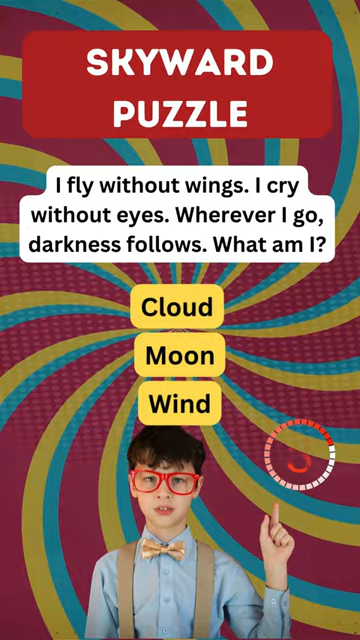 SKYWARD
PUZZLE
I fly without wings. I cry
without eyes. Wherever I go,
darkness follows. What am I?
Cloud
Moon
Wind